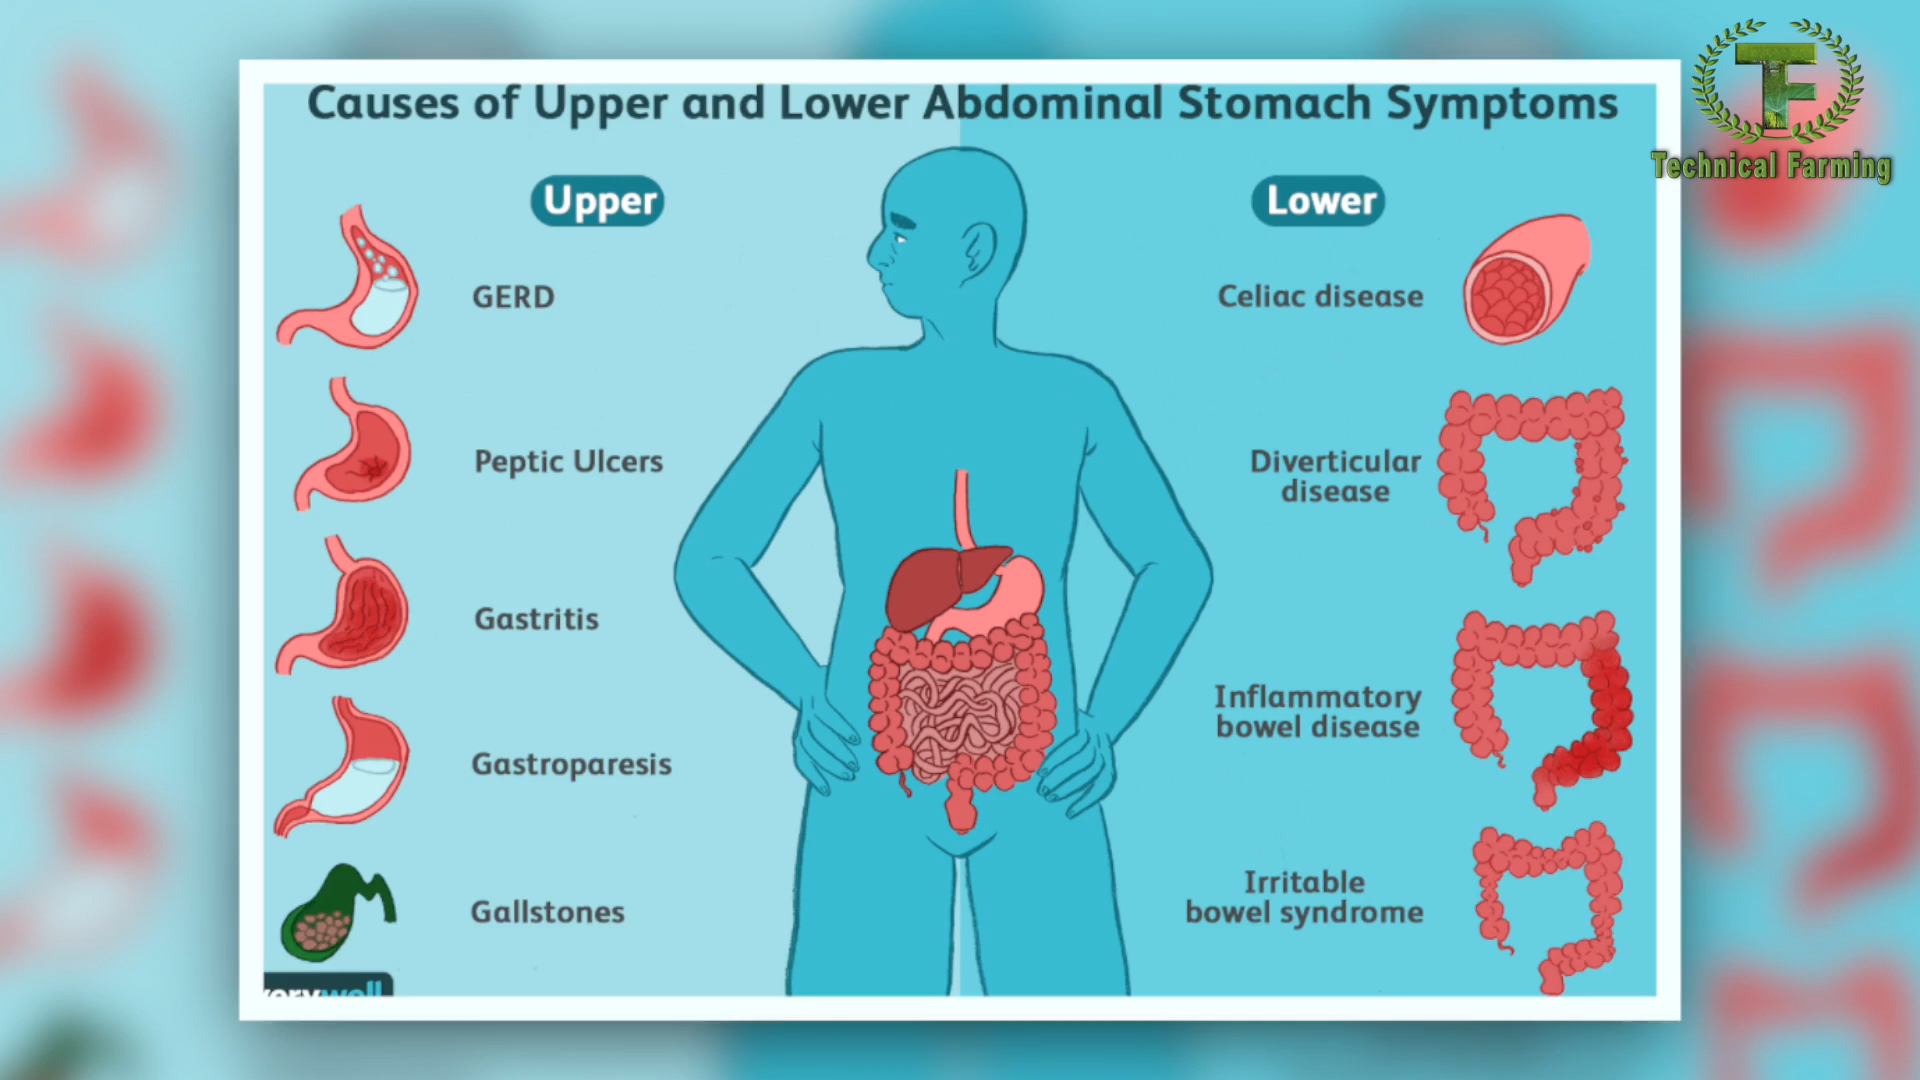 Causes of Upper and Lower Abdominal Stomach Symptoms
Upper
GERD
Peptic Ulcers
Gastritis
Gastroparesis
Gallstones
Lower
Celiac disease
Diverticular
disease
Inflammatory
bowel disease
Irritable
bowel syndrome
TF
Technical Farming